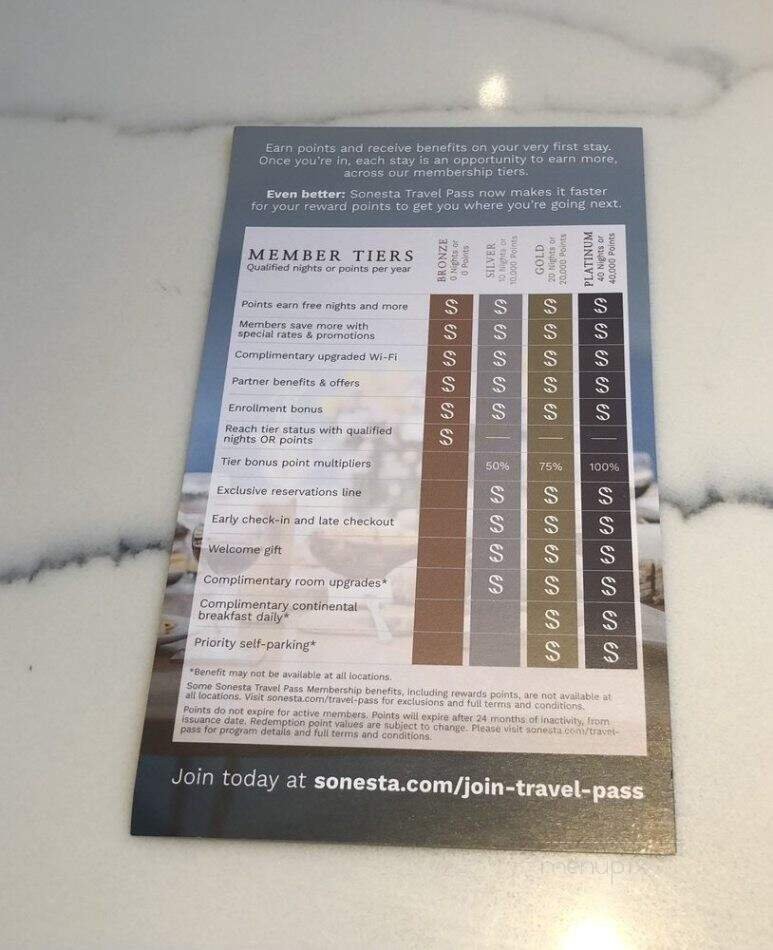 Earn points and receive benefits on your very first stay.
Once you're in, each stay is an opportunity to earn more,
across our membership tiers.
Even better: Sonesta Travel Pass now makes it faster
for your reward points to get you where you're going next.
MEMBER TIERS
Qualified nights or points per year
BRONZE
0 Nights or
0 Points
SILVER
10 Nights or
10,000 Points
GOLD
20 Nights or
20,000 Points
PLATINUM
40 Nights or
40,000 Points
Points earn free nights and more
Members save more with
special rates & promotions
Complimentary upgraded Wi-Fi
Partner benefits & offers
Enrollment bonus
Reach tier status with qualified
nights OR points
Tier bonus point multipliers 50% 75% 100%
Exclusive reservations line
Early check-in and late checkout
Welcome gift
Complimentary room upgrades*
Complimentary continental
breakfast daily*
Priority self-parking*
*Benefit may not be available at all locations.
Some Sonesta Travel Pass Membership benefits, including rewards points, are not available at
all locations. Visit sonesta.com/travel-pass for exclusions and full terms and conditions.
Points do not expire for active members. Points will expire after 24 months of inactivity, from
issuance date. Redemption point values are subject to change. Please visit sonesta.com/travel-
pass for program details and full terms and conditions.
Join today at sonesta.com/join-travel-pass